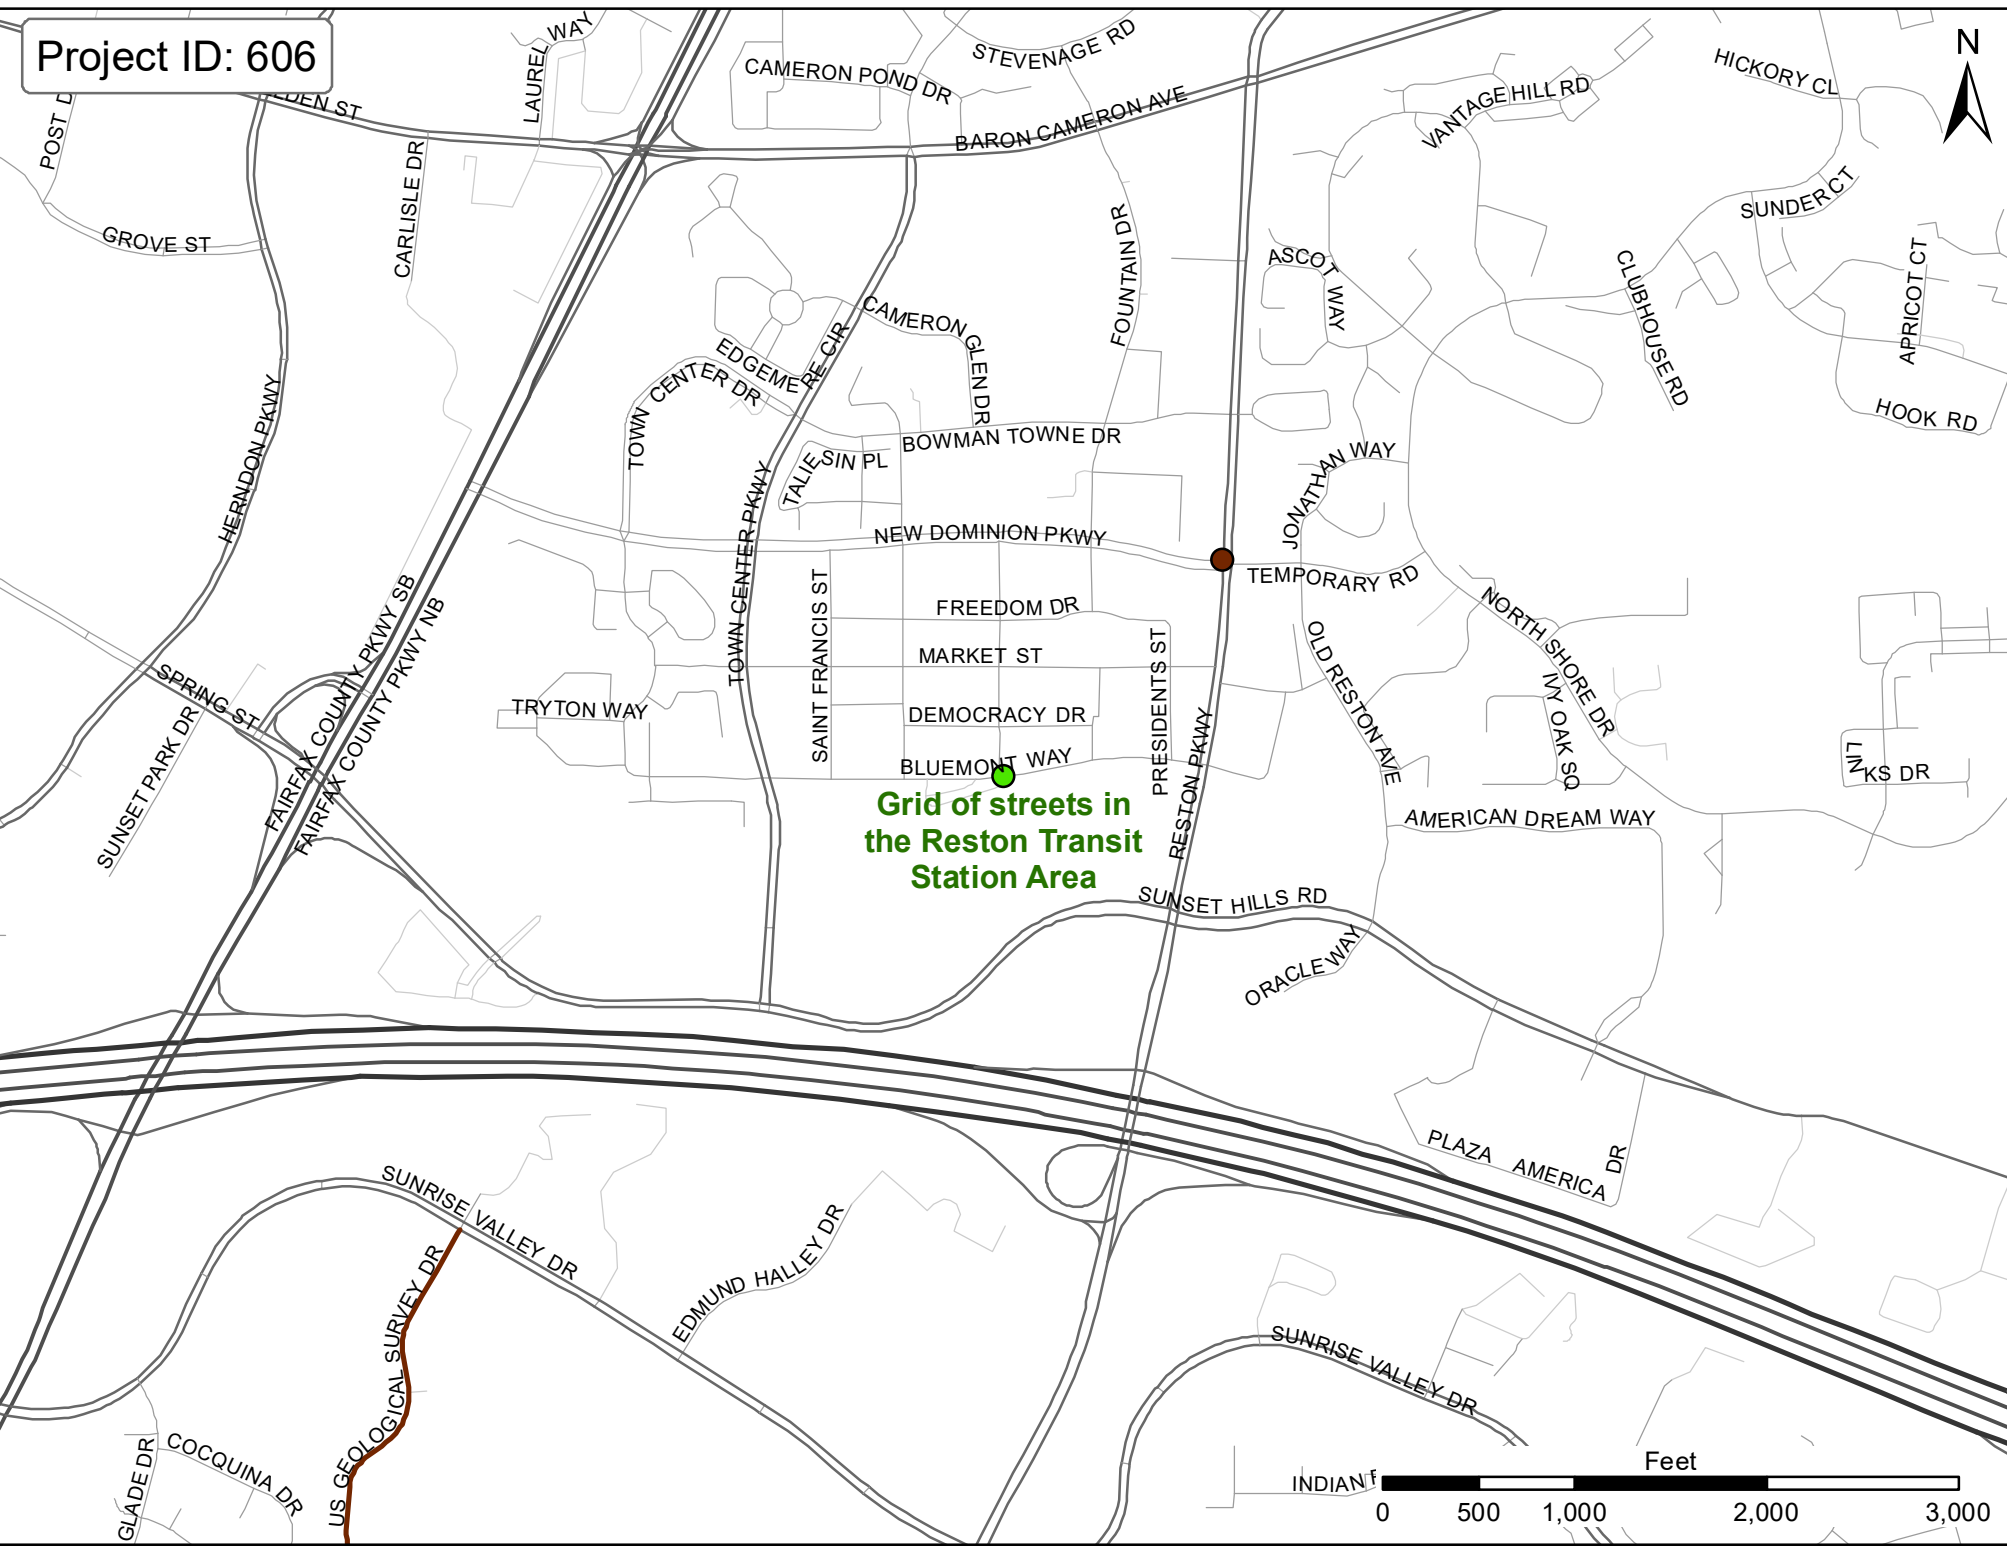 Project ID: 606
N
LAUREL WAY
STEVENAGE RD
CAMERON POND DR
HICKORY CL
VANTAGE HILL RD
BARON CAMERON AVE
POST D
EDEN ST
CARLISLE DR
GROVE ST
SUNDER CT
FOUNTAIN DR
ASCOT WAY
CLUBHOUSE RD
APRICOT CT
CAMERON GLEN DR
EDGEMERE CIR
TOWN CENTER DR
HERNDON PKWY
HOOK RD
BOWMAN TOWNE DR
TALIESIN PL
JONATHAN WAY
TOWN CENTER PKWY
NEW DOMINION PKWY
TEMPORARY RD
FAIRFAX COUNTY PKWY SB
FAIRFAX COUNTY PKWY NB
SAINT FRANCIS ST
FREEDOM DR
NORTH SHORE DR
MARKET ST
PRESIDENTS ST
OLD RESTON AVE
SPRING ST
SUNSET PARK DR
TRYTON WAY
DEMOCRACY DR
IVY OAK SQ
RESTON PKWY
BLUEMONT WAY
LINKS DR
Grid of streets in
the Reston Transit
Station Area
AMERICAN DREAM WAY
SUNSET HILLS RD
ORACLE WAY
PLAZA AMERICA DR
SUNRISE VALLEY DR
EDMUND HALLEY DR
US GEOLOGICAL SURVEY DR
SUNRISE VALLEY DR
GLADE DR
COCQUINA DR
INDIAN
Feet
0 500 1,000 2,000 3,000